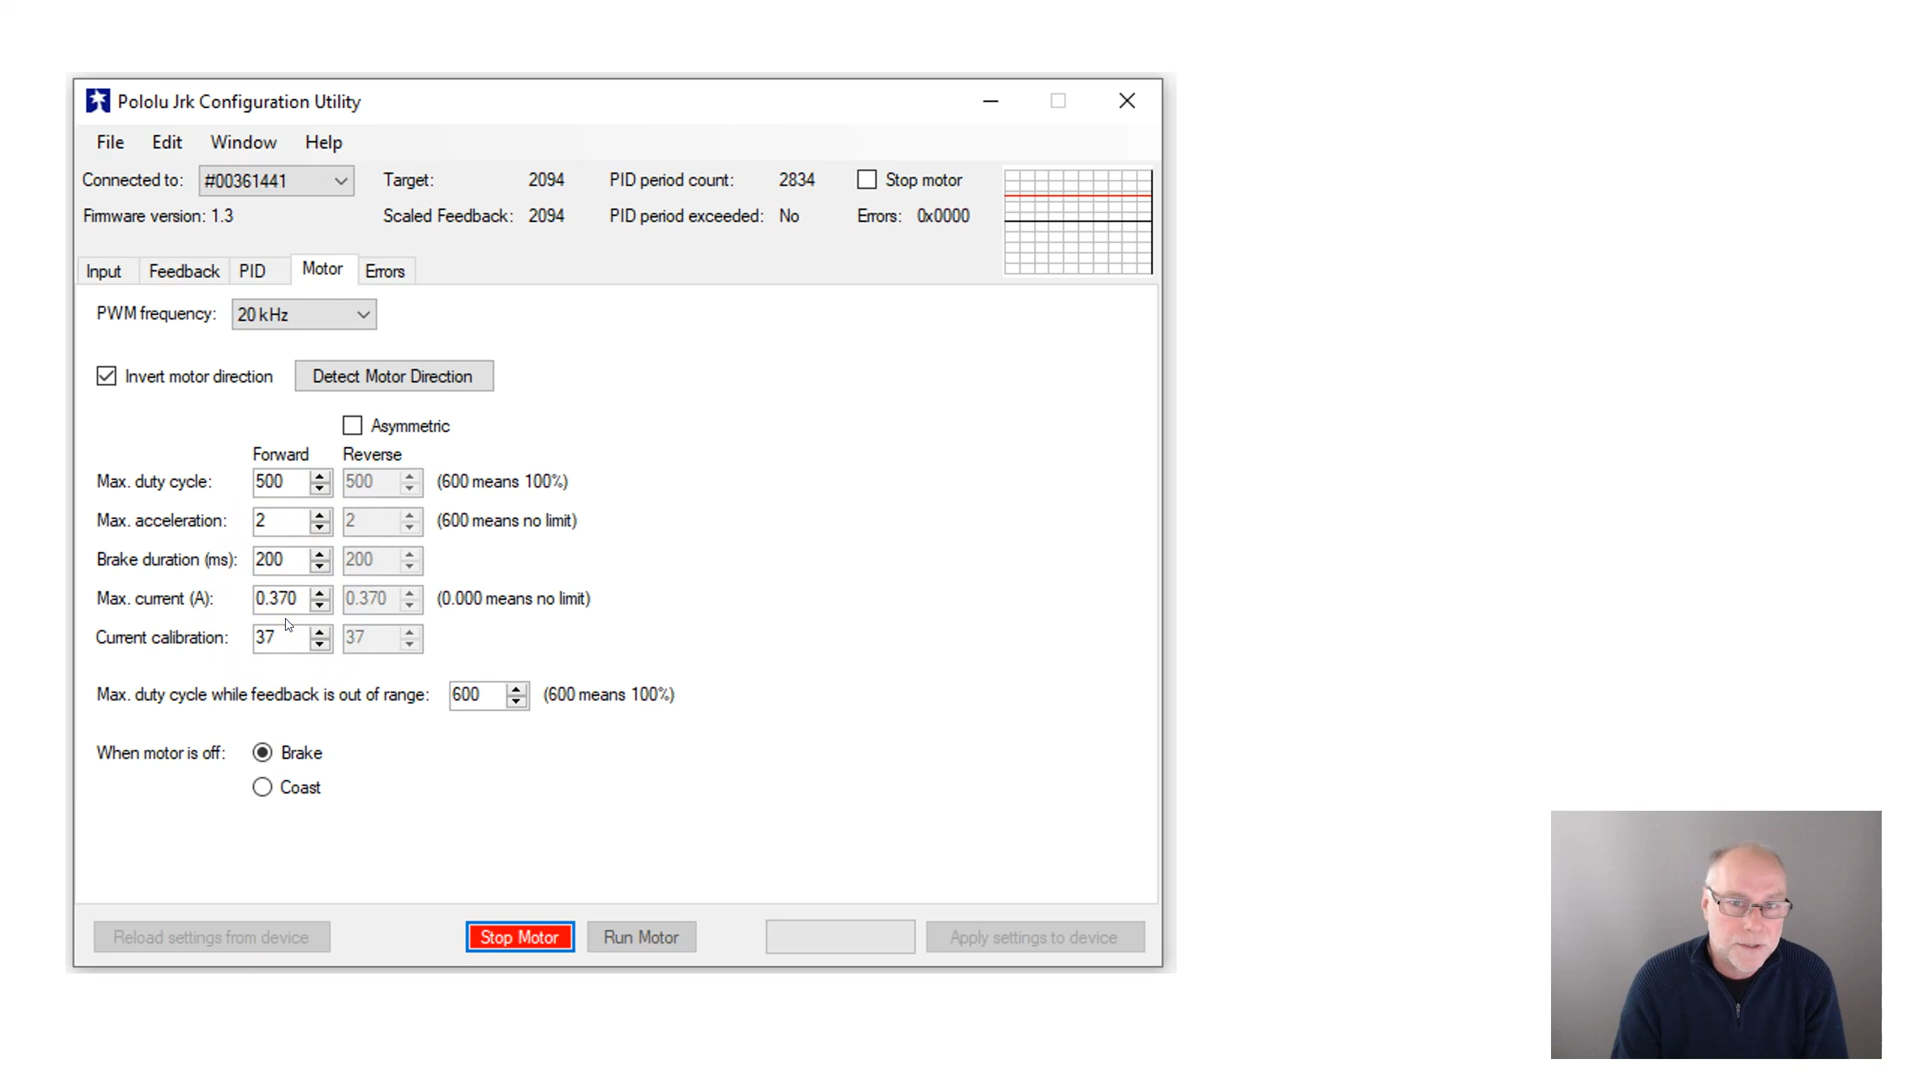 Pololu Jrk Configuration Utility
File Edit Window Help
Connected to: #00361441 Target: 2094 PID period count: 2834 Stop motor
Firmware version: 1.3 Scaled Feedback: 2094 PID period exceeded: No Errors: 0x0000
Input Feedback PID Motor Errors
PWM frequency: 20 kHz
Invert motor direction Detect Motor Direction
Asymmetric
Forward Reverse
Max. duty cycle: 500 500 (600 means 100%)
Max. acceleration: 2 2 (600 means no limit)
Brake duration (ms): 200 200
Max. current (A): 0.370 0.370 (0.000 means no limit)
Current calibration: 37 37
Max. duty cycle while feedback is out of range: 600 (600 means 100%)
When motor is off: Brake
Coast
Reload settings from device Stop Motor Run Motor Apply settings to device